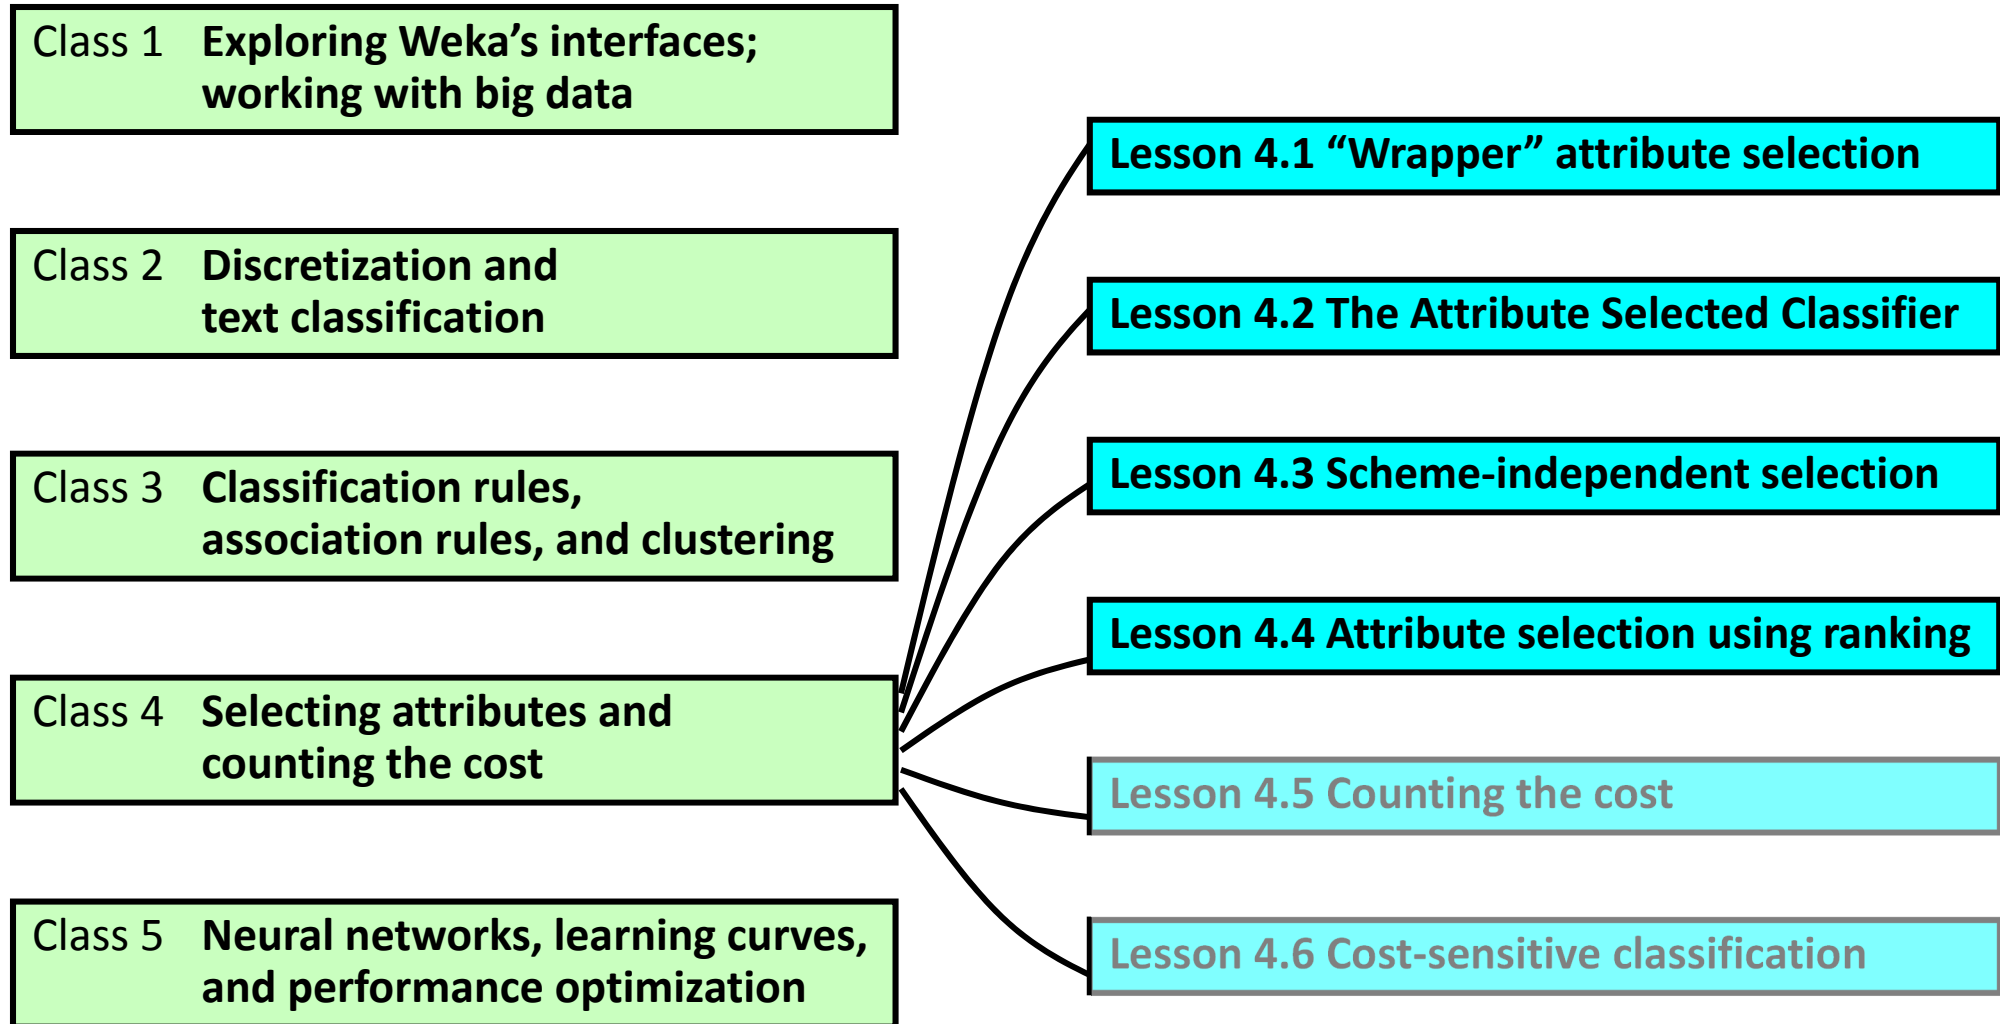 Class 1 Exploring Weka’s interfaces;
working with big data
Class 2 Discretization and
text classification
Class 3 Classification rules,
association rules, and clustering
Class 4 Selecting attributes and
counting the cost
Class 5 Neural networks, learning curves,
and performance optimization
Lesson 4.1 “Wrapper” attribute selection
Lesson 4.2 The Attribute Selected Classifier
Lesson 4.3 Scheme-independent selection
Lesson 4.4 Attribute selection using ranking
Lesson 4.5 Counting the cost
Lesson 4.6 Cost-sensitive classification